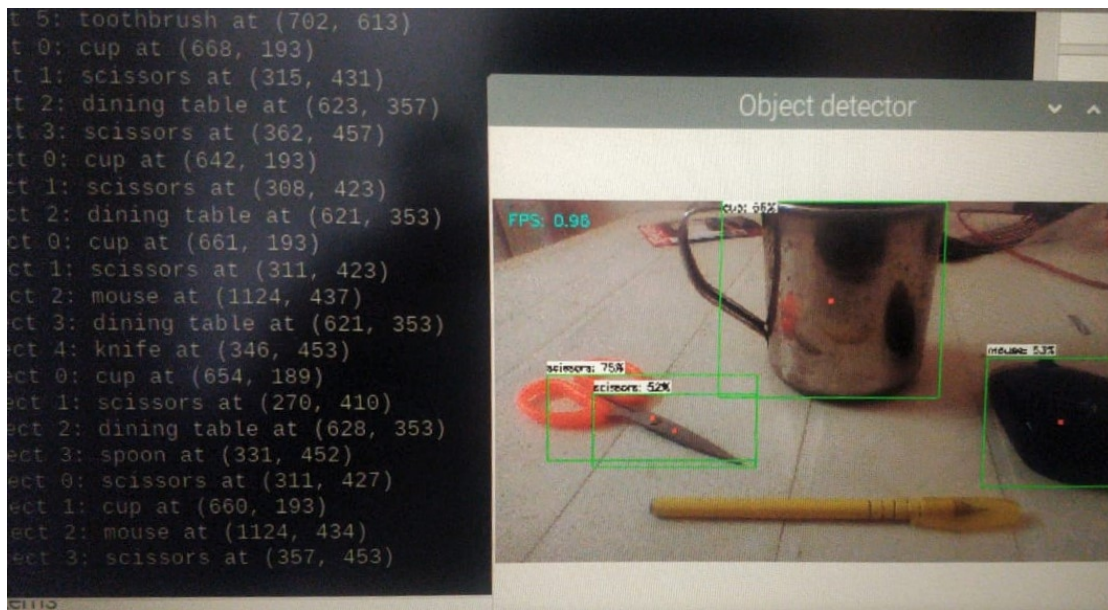 t 5: toothbrush at (702, 613)
t 0: cup at (668, 193)
ct 1: scissors at (315, 431)
ct 2: dining table at (623, 357)
ct 3: scissors at (362, 457)
ct 0: cup at (642, 193)
ct 1: scissors at (308, 423)
ct 2: dining table at (621, 353)
ct 0: cup at (661, 193)
ct 1: scissors at (311, 423)
ct 2: mouse at (1124, 437)
ect 3: dining table at (621, 353)
ect 4: knife at (346, 453)
ect 0: cup at (654, 189)
ect 1: scissors at (270, 410)
ect 2: dining table at (628, 353)
ect 3: spoon at (331, 452)
ect 0: scissors at (311, 427)
ect 1: cup at (660, 193)
ect 2: mouse at (1124, 434)
ect 3: scissors at (357, 453)
Object detector
FPS: 0.98
cup: 66%
mouse: 53%
scissors: 75%
scissors: 52%